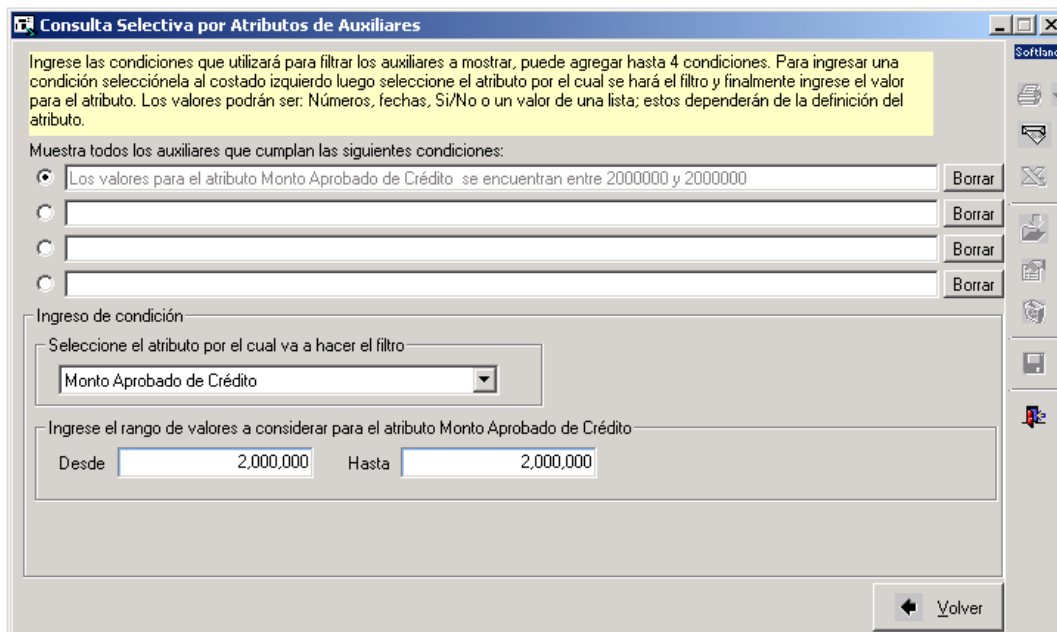 Consulta Selectiva por Atributos de Auxiliares
Softland
Ingrese las condiciones que utilizará para filtrar los auxiliares a mostrar, puede agregar hasta 4 condiciones. Para ingresar una
condición selecciónela al costado izquierdo luego seleccione el atributo por el cual se hará el filtro y finalmente ingrese el valor
para el atributo. Los valores podrán ser: Números, fechas, Si/No o un valor de una lista; estos dependerán de la definición del
atributo.
Muestra todos los auxiliares que cumplan las siguientes condiciones:
Los valores para el atributo Monto Aprobado de Crédito se encuentran entre 2000000 y 2000000 Borrar
Borrar
Borrar
Borrar
Ingreso de condición
Seleccione el atributo por el cual va a hacer el filtro
Monto Aprobado de Crédito
Ingrese el rango de valores a considerar para el atributo Monto Aprobado de Crédito
Desde 2,000,000 Hasta 2,000,000
Volver